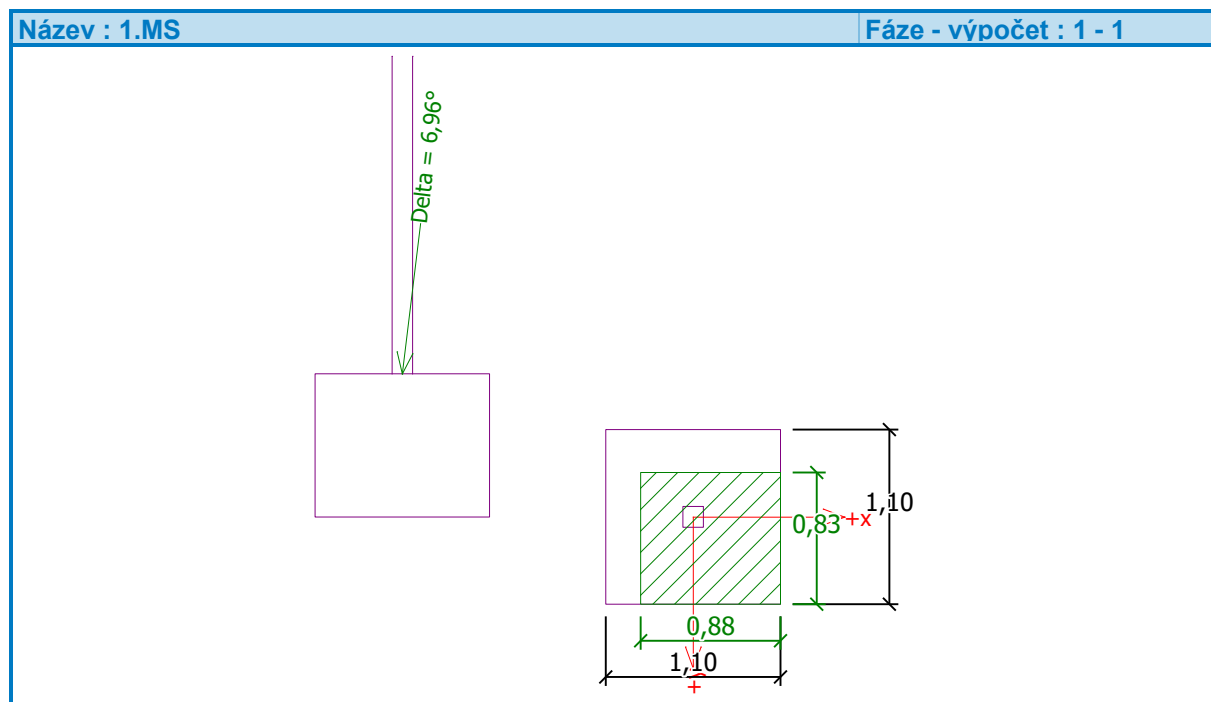 Název : 1.MS
Fáze - výpočet : 1 - 1
Delta = 6,96°
1,10
0,83
+x
0,88
1,10
+